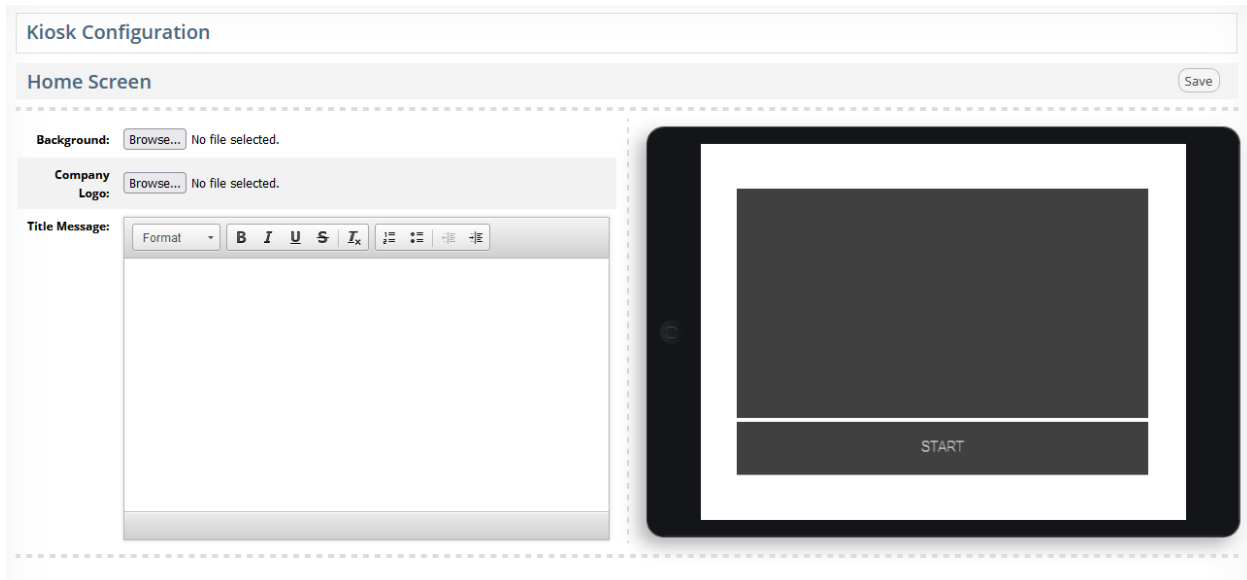 Kiosk Configuration
Home Screen
Save
Background: Browse... No file selected.
Company
Logo: Browse... No file selected.
Title Message:
Format B I U S Tx
START